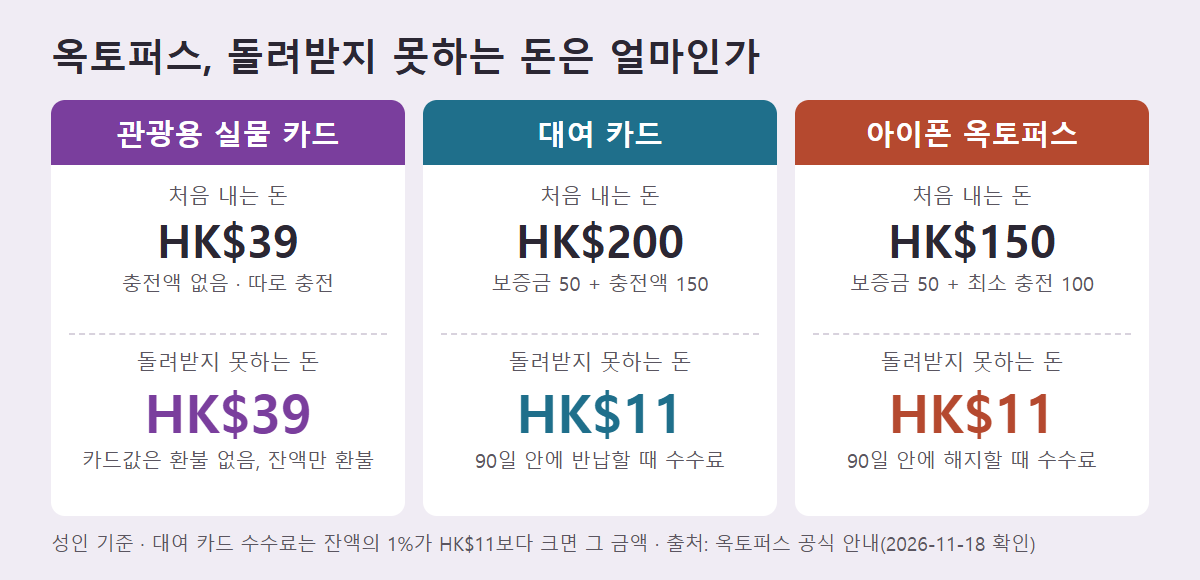 옥토퍼스, 돌려받지 못하는 돈은 얼마인가
관광용 실물 카드
처음 내는 돈
HK$39
충전액 없음 · 따로 충전
돌려받지 못하는 돈
HK$39
카드값은 환불 없음, 잔액만 환불
대여 카드
처음 내는 돈
HK$200
보증금 50 + 충전액 150
돌려받지 못하는 돈
HK$11
90일 안에 반납할 때 수수료
아이폰 옥토퍼스
처음 내는 돈
HK$150
보증금 50 + 최소 충전 100
돌려받지 못하는 돈
HK$11
90일 안에 해지할 때 수수료
성인 기준 · 대여 카드 수수료는 잔액의 1%가 HK$11보다 크면 그 금액 · 출처: 옥토퍼스 공식 안내(2026-11-18 확인)